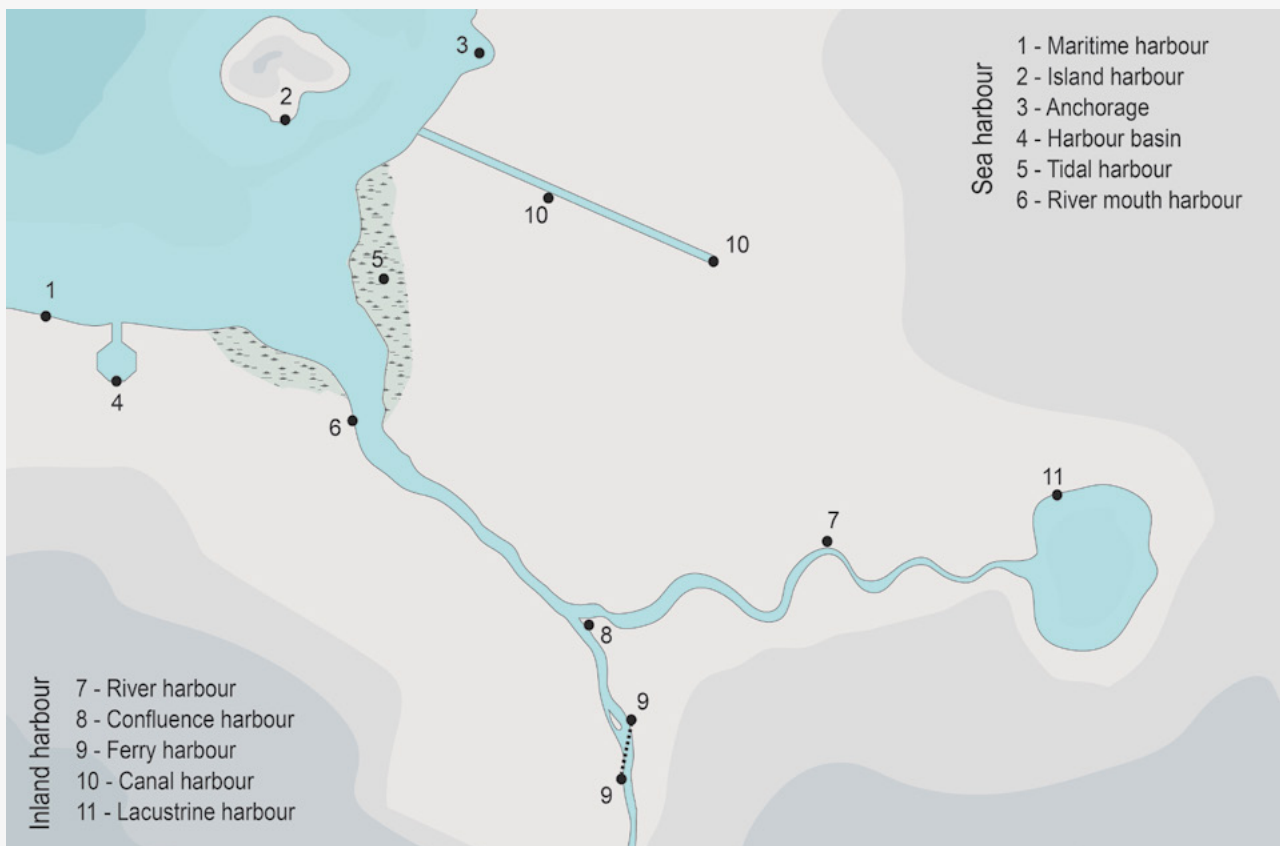 3
2
10
10
5
1
4
6
11
7
8
9
9
Sea harbour
1 - Maritime harbour
2 - Island harbour
3 - Anchorage
4 - Harbour basin
5 - Tidal harbour
6 - River mouth harbour
Inland harbour
7 - River harbour
8 - Confluence harbour
9 - Ferry harbour
10 - Canal harbour
11 - Lacustrine harbour